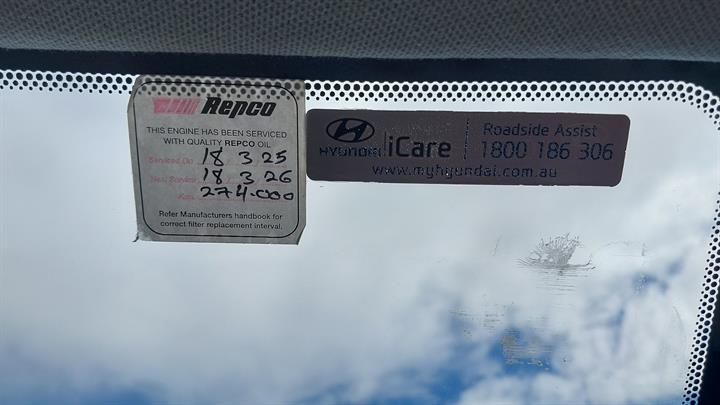 Repco
THIS ENGINE HAS BEEN SERVICED
WITH QUALITY REPCO OIL
Serviced On 18 / 3 / 25
Next Service 18 / 3 / 26
Kms 274.000
Refer Manufacturers handbook for
correct filter replacement interval.
HYUNDAI
iCare
Roadside Assist
1800 186 306
www.myhyundai.com.au